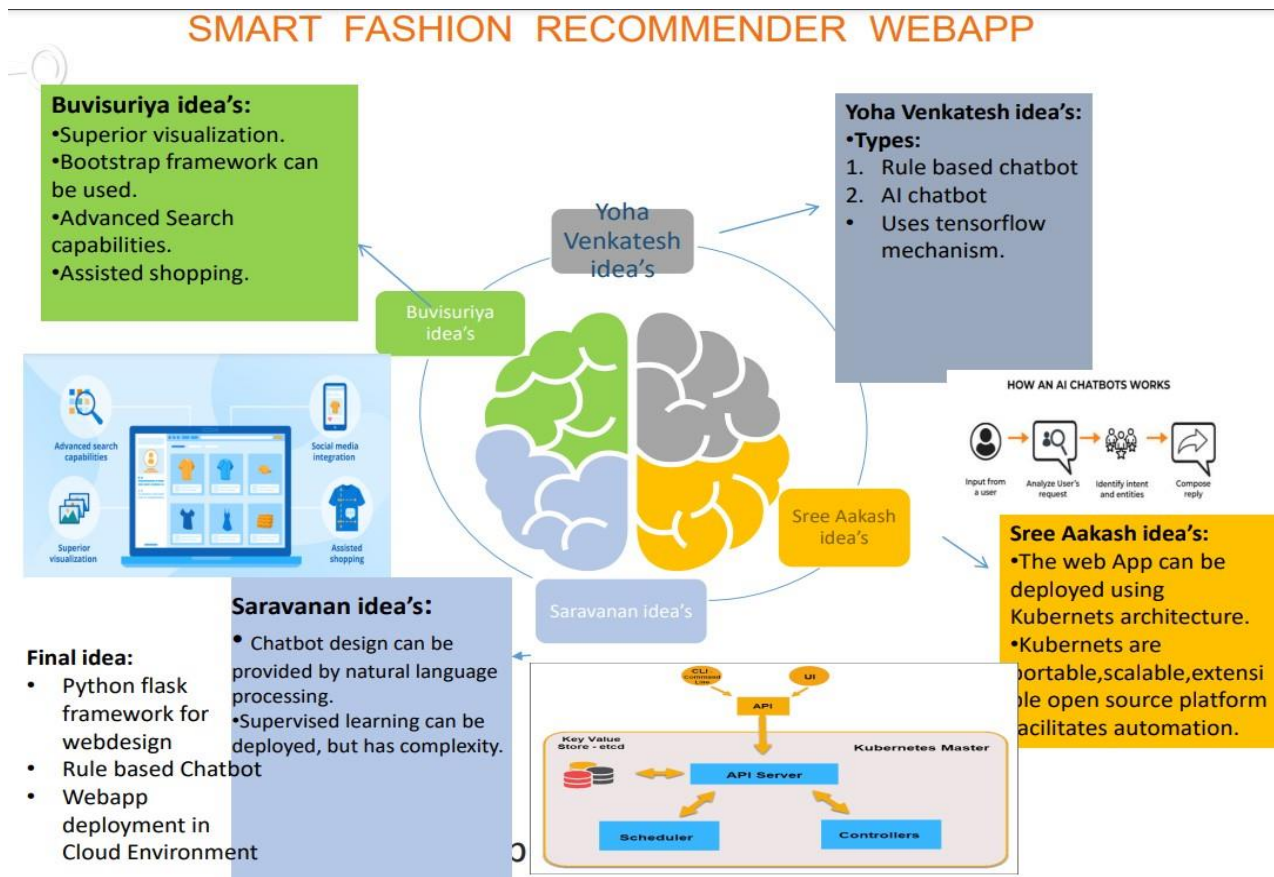 SMART FASHION RECOMMENDER WEBAPP
Buvisuriya idea's:
•Superior visualization.
•Bootstrap framework can
be used.
•Advanced Search
capabilities.
•Assisted shopping.
Yoha Venkatesh idea's:
•Types:
1. Rule based chatbot
2. AI chatbot
• Uses tensorflow
mechanism.
Yoha
Venkatesh
idea's
Buvisuriya
idea's
Sree Aakash
idea's
Saravanan idea's
Advanced search
capabilities
Social media
integration
Superior
visualization
Assisted
shopping
HOW AN AI CHATBOTS WORKS
Input from
a user
Analyze User's
request
Identify intent
and entities
Compose
reply
Sree Aakash idea's:
•The web App can be
deployed using
Kubernets architecture.
•Kubernets are
portable,scalable,extensi
ble open source platform
facilitates automation.
Saravanan idea's:
• Chatbot design can be
provided by natural language
processing.
•Supervised learning can be
deployed, but has complexity.
Final idea:
• Python flask
framework for
webdesign
• Rule based Chatbot
• Webapp
deployment in
Cloud Environment
CLI
Command
Line
UI
API
Key Value
Store - etcd
Kubernetes Master
API Server
Scheduler
Controllers